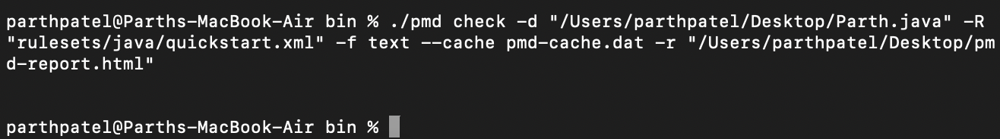 parthpatel@Parths-MacBook-Air bin % ./pmd check -d "/Users/parthpatel/Desktop/Parth.java" -R
"rulesets/java/quickstart.xml" -f text --cache pmd-cache.dat -r "/Users/parthpatel/Desktop/pm
d-report.html"
parthpatel@Parths-MacBook-Air bin %